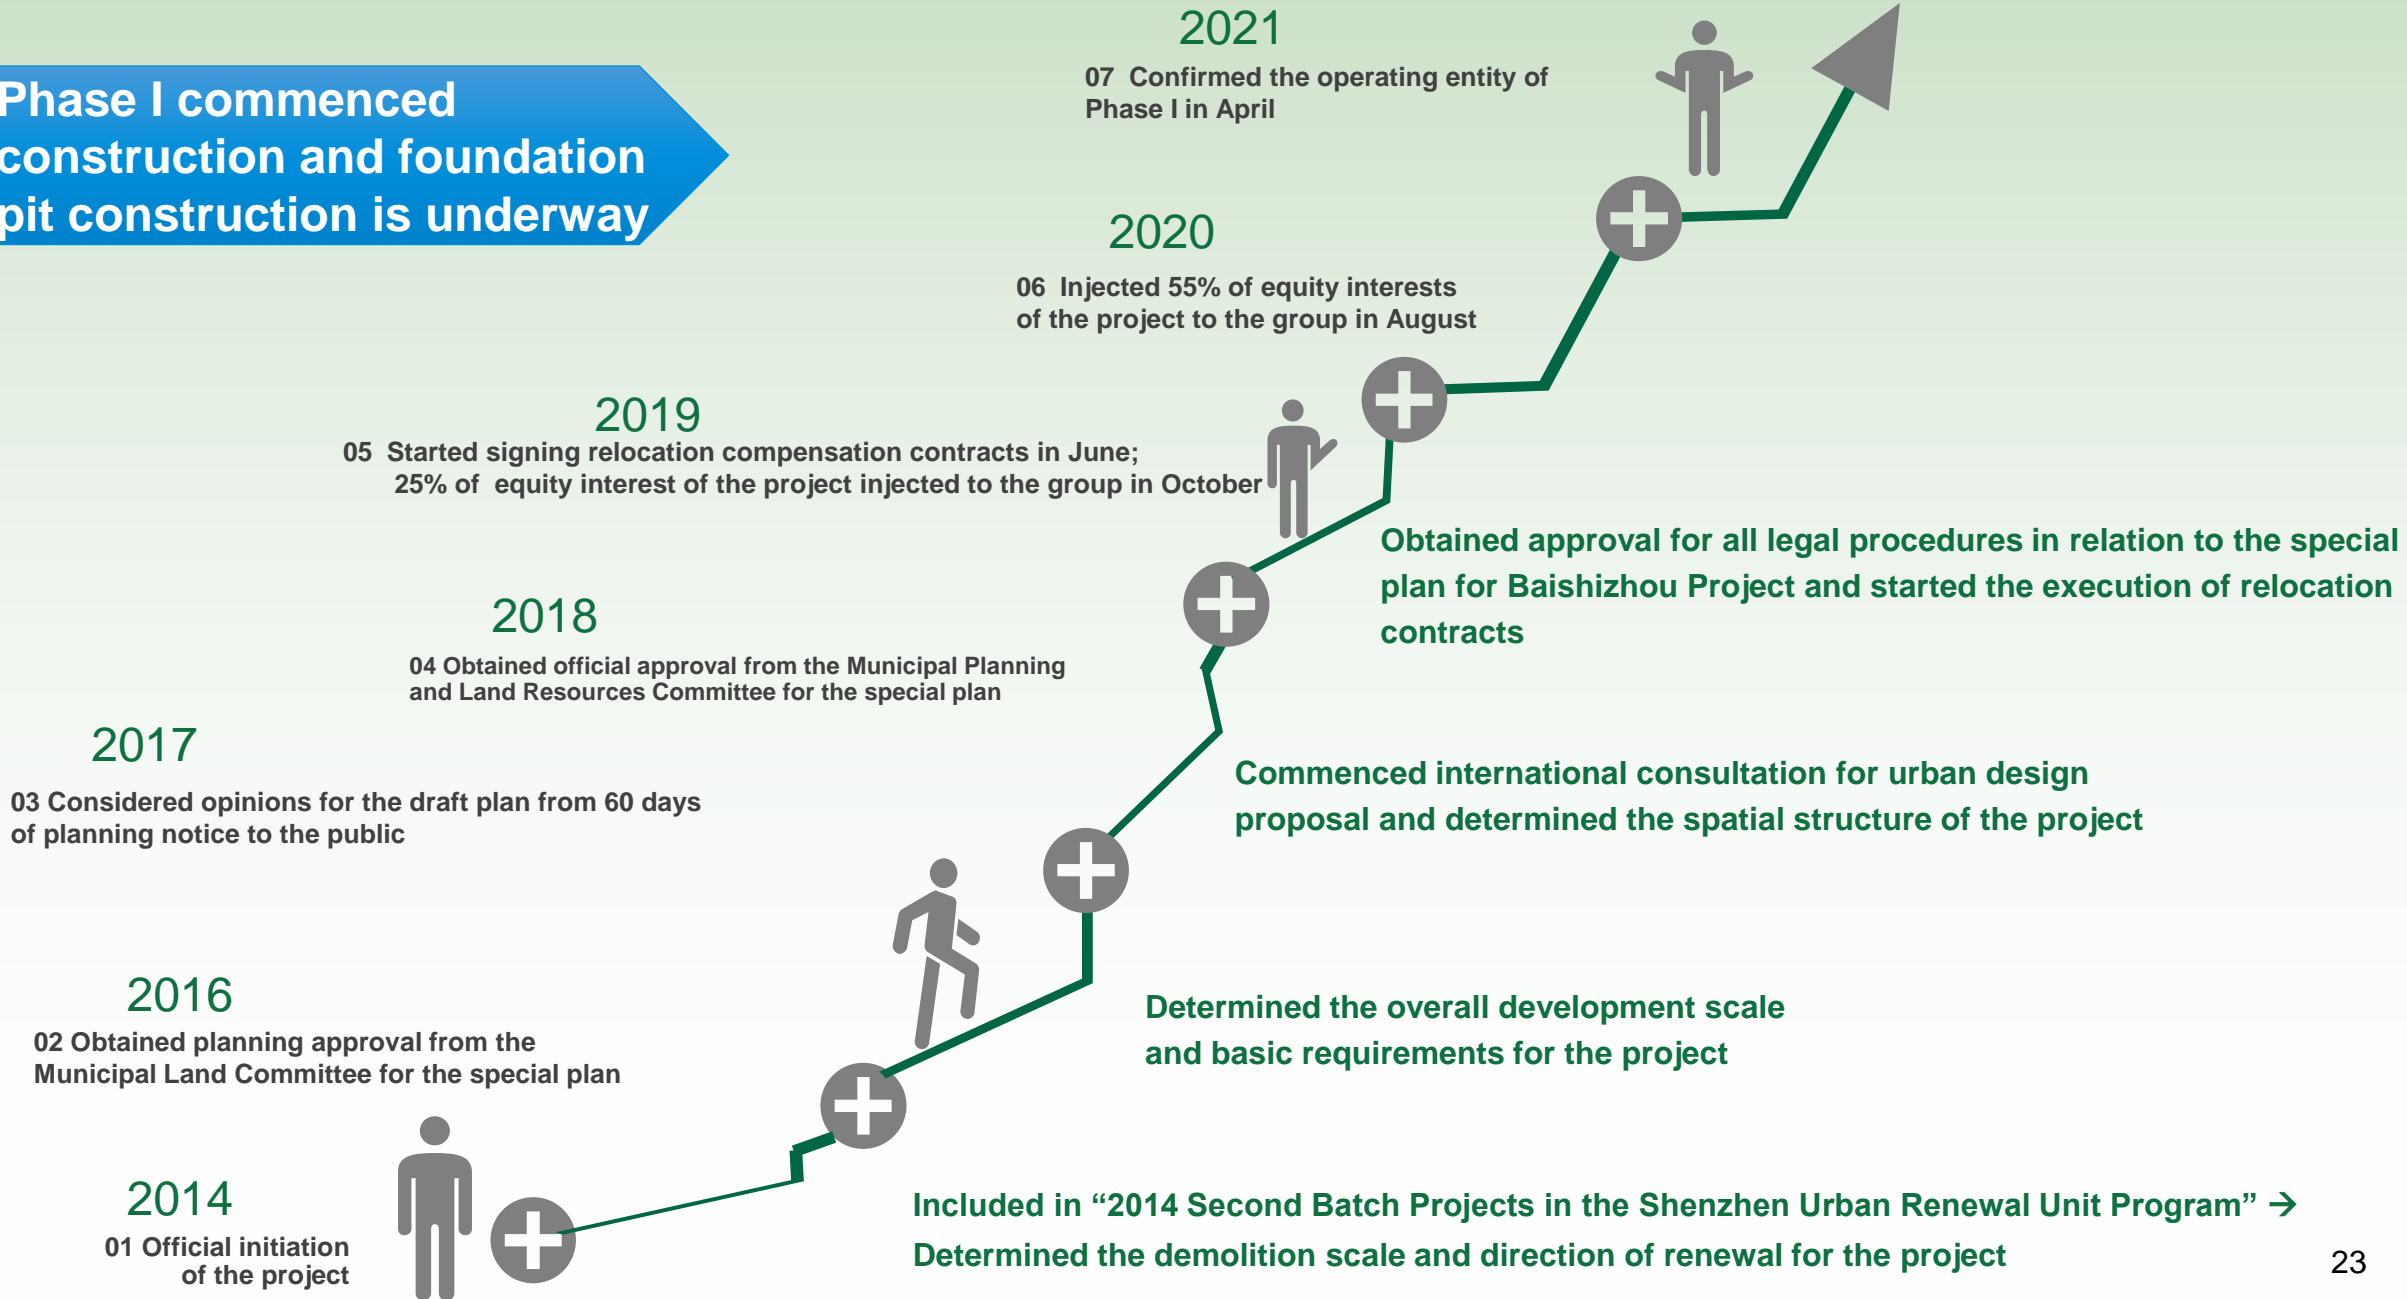 2021
07  Confirmed the operating entity of
Phase I in April
Phase I commenced
construction and foundation
pit construction is underway
2020
06  Injected 55% of equity interests
of the project to the group in August
2019
05  Started signing relocation compensation contracts in June;
25% of  equity interest of the project injected to the group in October
Obtained approval for all legal procedures in relation to the special
plan for Baishizhou Project and started the execution of relocation
contracts
2018
04 Obtained official approval from the Municipal Planning
and Land Resources Committee for the special plan
2017
03 Considered opinions for the draft plan from 60 days
of planning notice to the public
Commenced international consultation for urban design
proposal and determined the spatial structure of the project
2016
02 Obtained planning approval from the
Municipal Land Committee for the special plan
Determined the overall development scale
and basic requirements for the project
2014
01 Official initiation
of the project
Included in “2014 Second Batch Projects in the Shenzhen Urban Renewal Unit Program” →
Determined the demolition scale and direction of renewal for the project
23